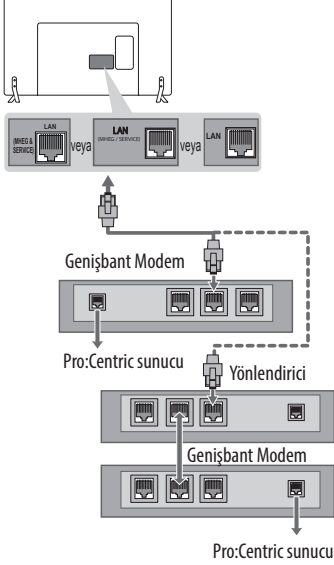 LAN
(MHEG & SERVICE)
veya
LAN
(MHEG / SERVICE)
veya
LAN
Genişbant Modem
Pro:Centric sunucu
Yönlendirici
Genişbant Modem
Pro:Centric sunucu